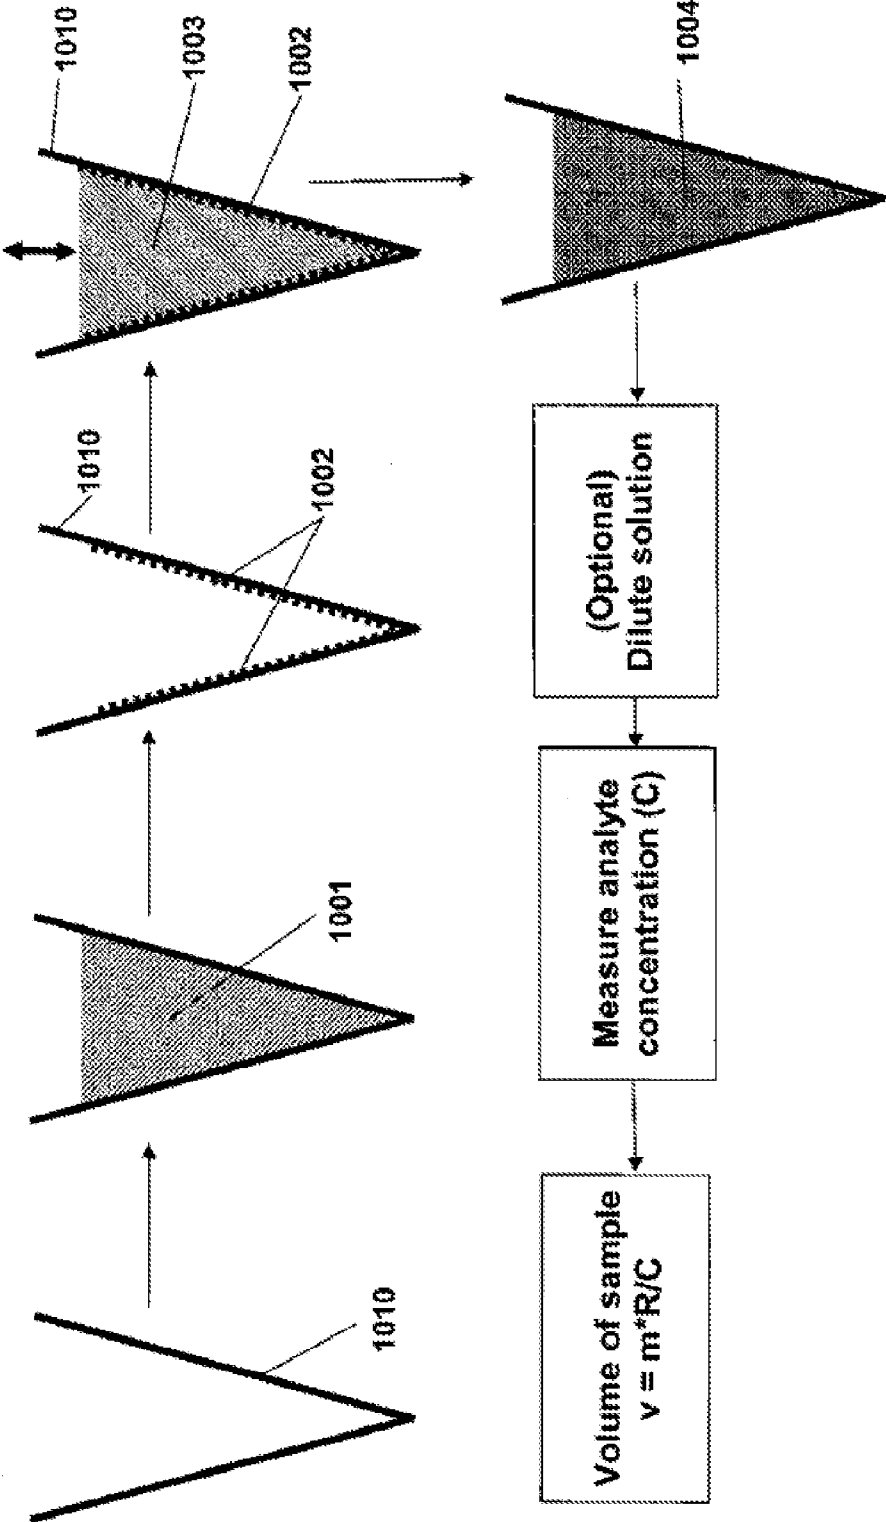 1010
1001
1010
1002
1010
1003
1002
Volume of sample
v = m*R/C
Measure analyte
concentration (C)
(Optional)
Dilute solution
1004